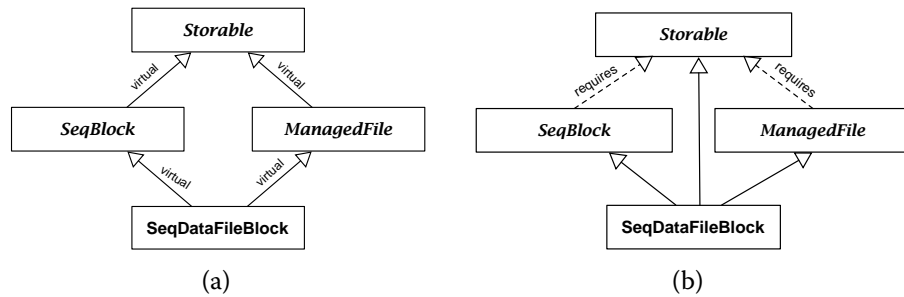 Storable
virtual virtual
SeqBlock ManagedFile
virtual virtual
SeqDataFileBlock
(a)
Storable
requires requires
SeqBlock ManagedFile
SeqDataFileBlock
(b)